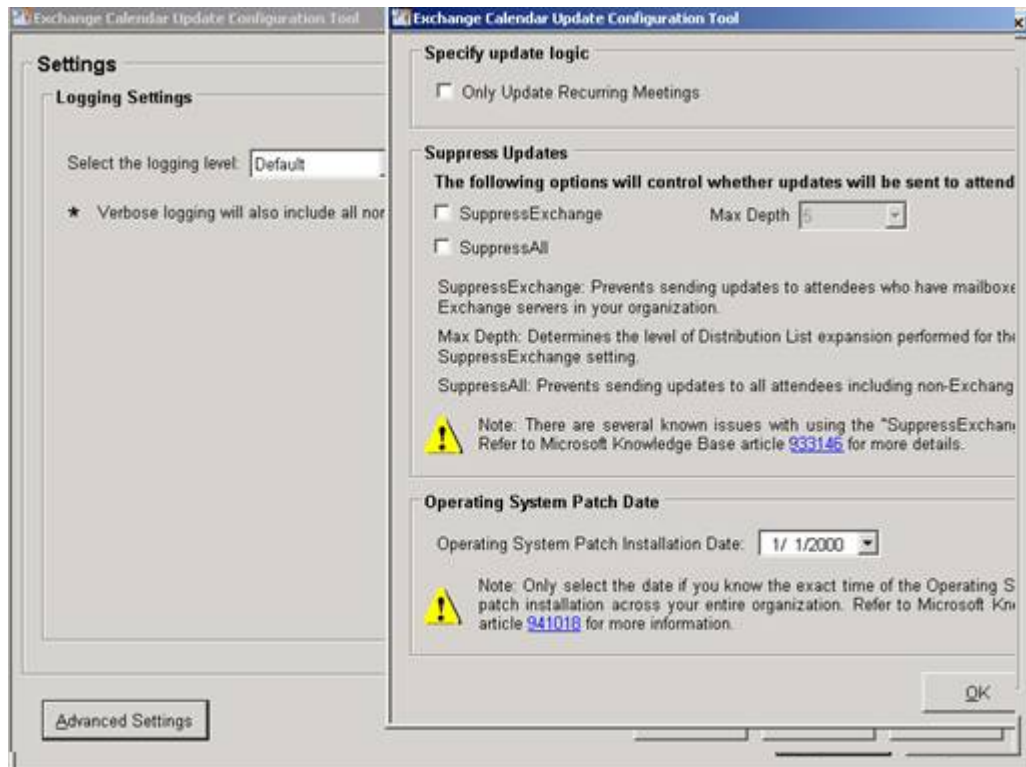 Exchange Calendar Update Configuration Tool
Settings
Logging Settings
Select the logging level: Default
★ Verbose logging will also include all nor
Advanced Settings
Exchange Calendar Update Configuration Tool
Specify update logic
Only Update Recurring Meetings
Suppress Updates
The following options will control whether updates will be sent to attend
SuppressExchange Max Depth 5
SuppressAll
SuppressExchange: Prevents sending updates to attendees who have mailboxe
Exchange servers in your organization.
Max Depth: Determines the level of Distribution List expansion performed for the
SuppressExchange setting.
SuppressAll: Prevents sending updates to all attendees including non-Exchang
Note: There are several known issues with using the "SuppressExchan
Refer to Microsoft Knowledge Base article 933146 for more details.
Operating System Patch Date
Operating System Patch Installation Date: 1/ 1/2000
Note: Only select the date if you know the exact time of the Operating S
patch installation across your entire organization. Refer to Microsoft Kn
article 941018 for more information.
OK